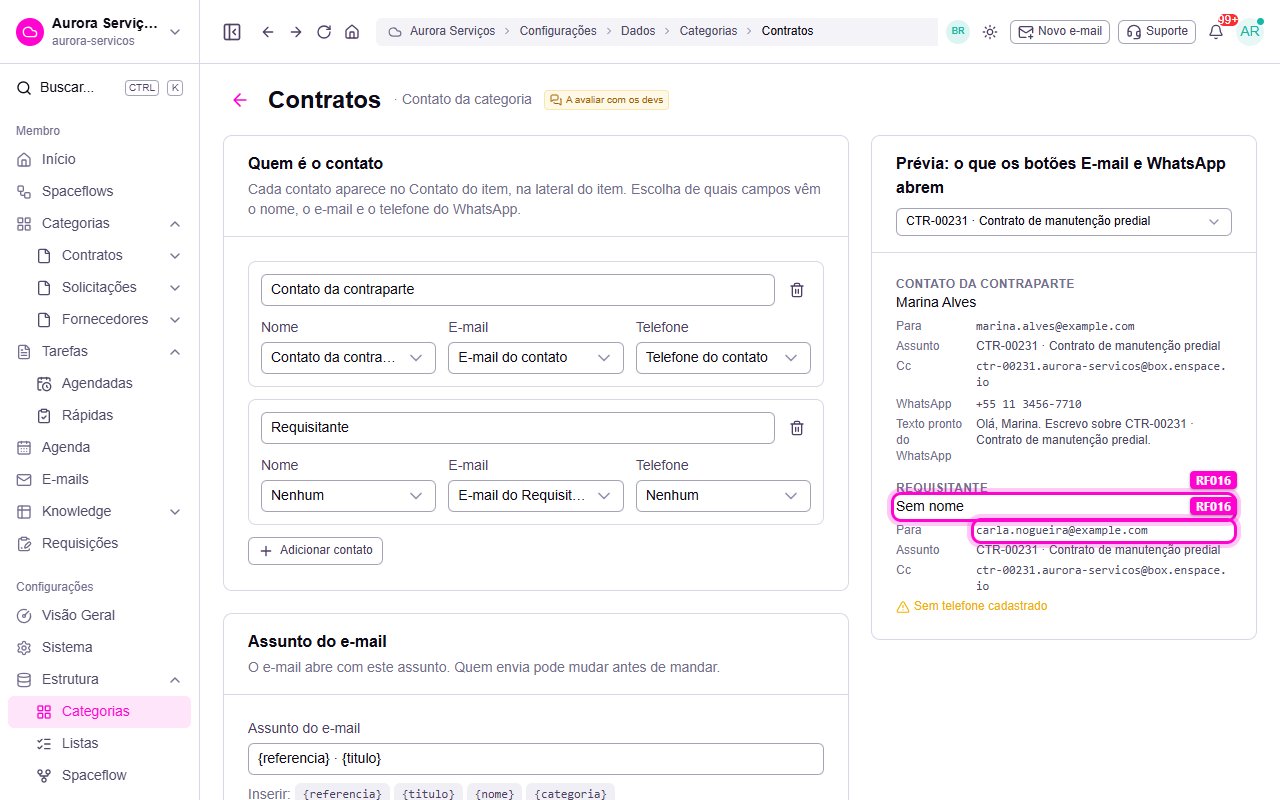 Aurora Serviç...
aurora-servicos
Aurora Serviços
Configurações
Dados
Categorias
Contratos
BR
Novo e-mail
Suporte
99+
AR
Buscar...
CTRL
K
Membro
Início
Spaceflows
Categorias
Contratos
Solicitações
Fornecedores
Tarefas
Agendadas
Rápidas
Agenda
E-mails
Knowledge
Requisições
Configurações
Visão Geral
Sistema
Estrutura
Categorias
Listas
Spaceflow
Contratos
· Contato da categoria
A avaliar com os devs
Quem é o contato
Cada contato aparece no Contato do item, na lateral do item. Escolha de quais campos vêm
o nome, o e-mail e o telefone do WhatsApp.
Contato da contraparte
Nome
E-mail
Telefone
Contato da contra...
E-mail do contato
Telefone do contato
Requisitante
Nome
E-mail
Telefone
Nenhum
E-mail do Requisit...
Nenhum
Adicionar contato
Assunto do e-mail
O e-mail abre com este assunto. Quem envia pode mudar antes de mandar.
Assunto do e-mail
{referencia} · {titulo}
Inserir:
{referencia}
{titulo}
{nome}
{categoria}
Prévia: o que os botões E-mail e WhatsApp
abrem
CTR-00231 · Contrato de manutenção predial
CONTATO DA CONTRAPARTE
Marina Alves
Para
marina.alves@example.com
Assunto
CTR-00231 · Contrato de manutenção predial
Cc
ctr-00231.aurora-servicos@box.enspace.
io
WhatsApp
+55 11 3456-7710
Texto pronto
do
WhatsApp
Olá, Marina. Escrevo sobre CTR-00231 ·
Contrato de manutenção predial.
REQUISITANTE
RF016
Sem nome
RF016
Para
carla.nogueira@example.com
Assunto
CTR-00231 · Contrato de manutenção predial
Cc
ctr-00231.aurora-servicos@box.enspace.
io
Sem telefone cadastrado